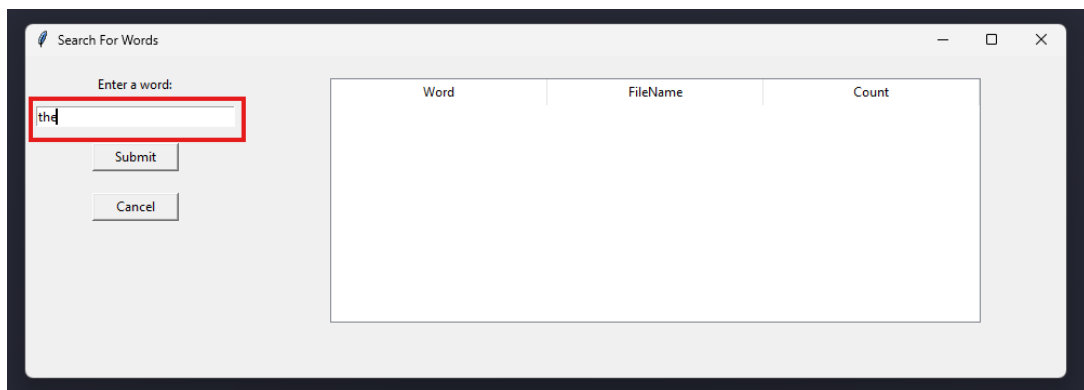 Search For Words
Enter a word:
Word FileName Count
the
Submit
Cancel